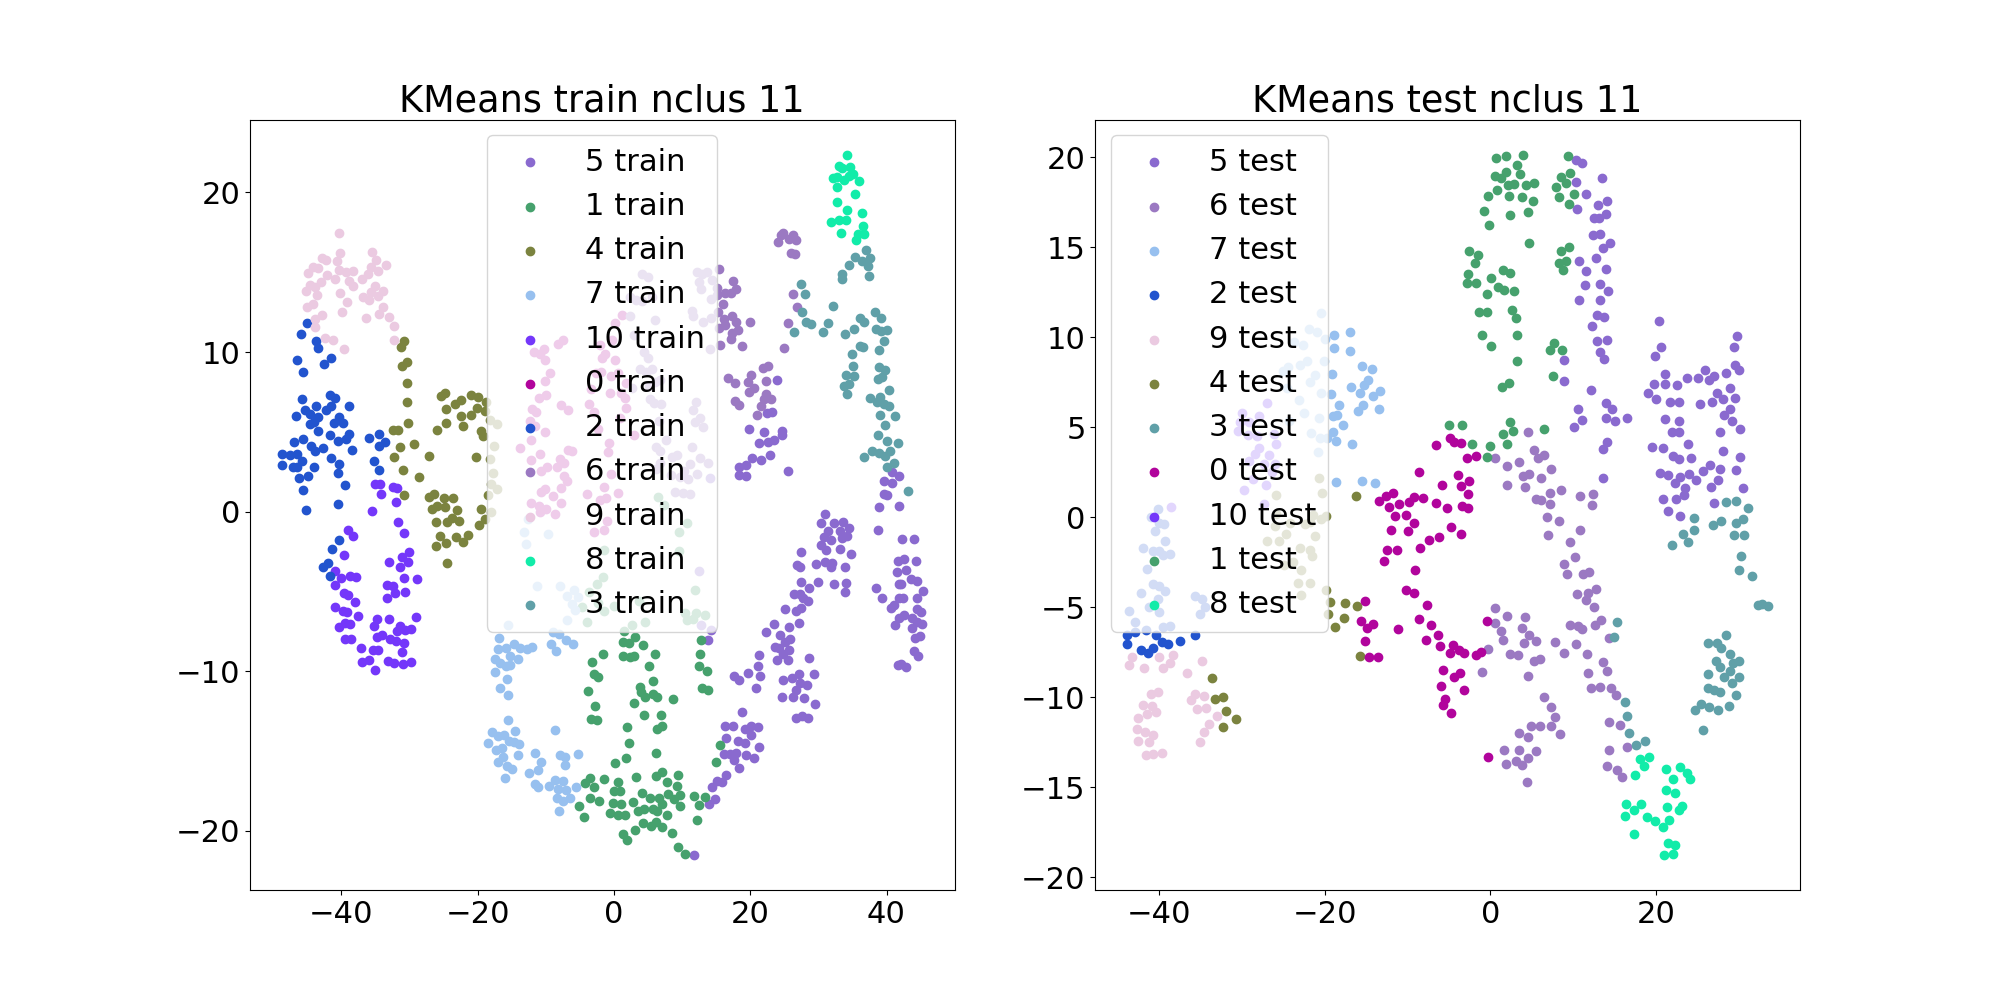 KMeans train nclus 11
20
10
0
−10
−20
−40
−20
0
20
40
5 train
1 train
4 train
7 train
10 train
0 train
2 train
6 train
9 train
8 train
3 train
KMeans test nclus 11
20
15
10
5
0
−5
−10
−15
−20
−40
−20
0
20
5 test
6 test
7 test
2 test
9 test
4 test
3 test
0 test
10 test
1 test
8 test